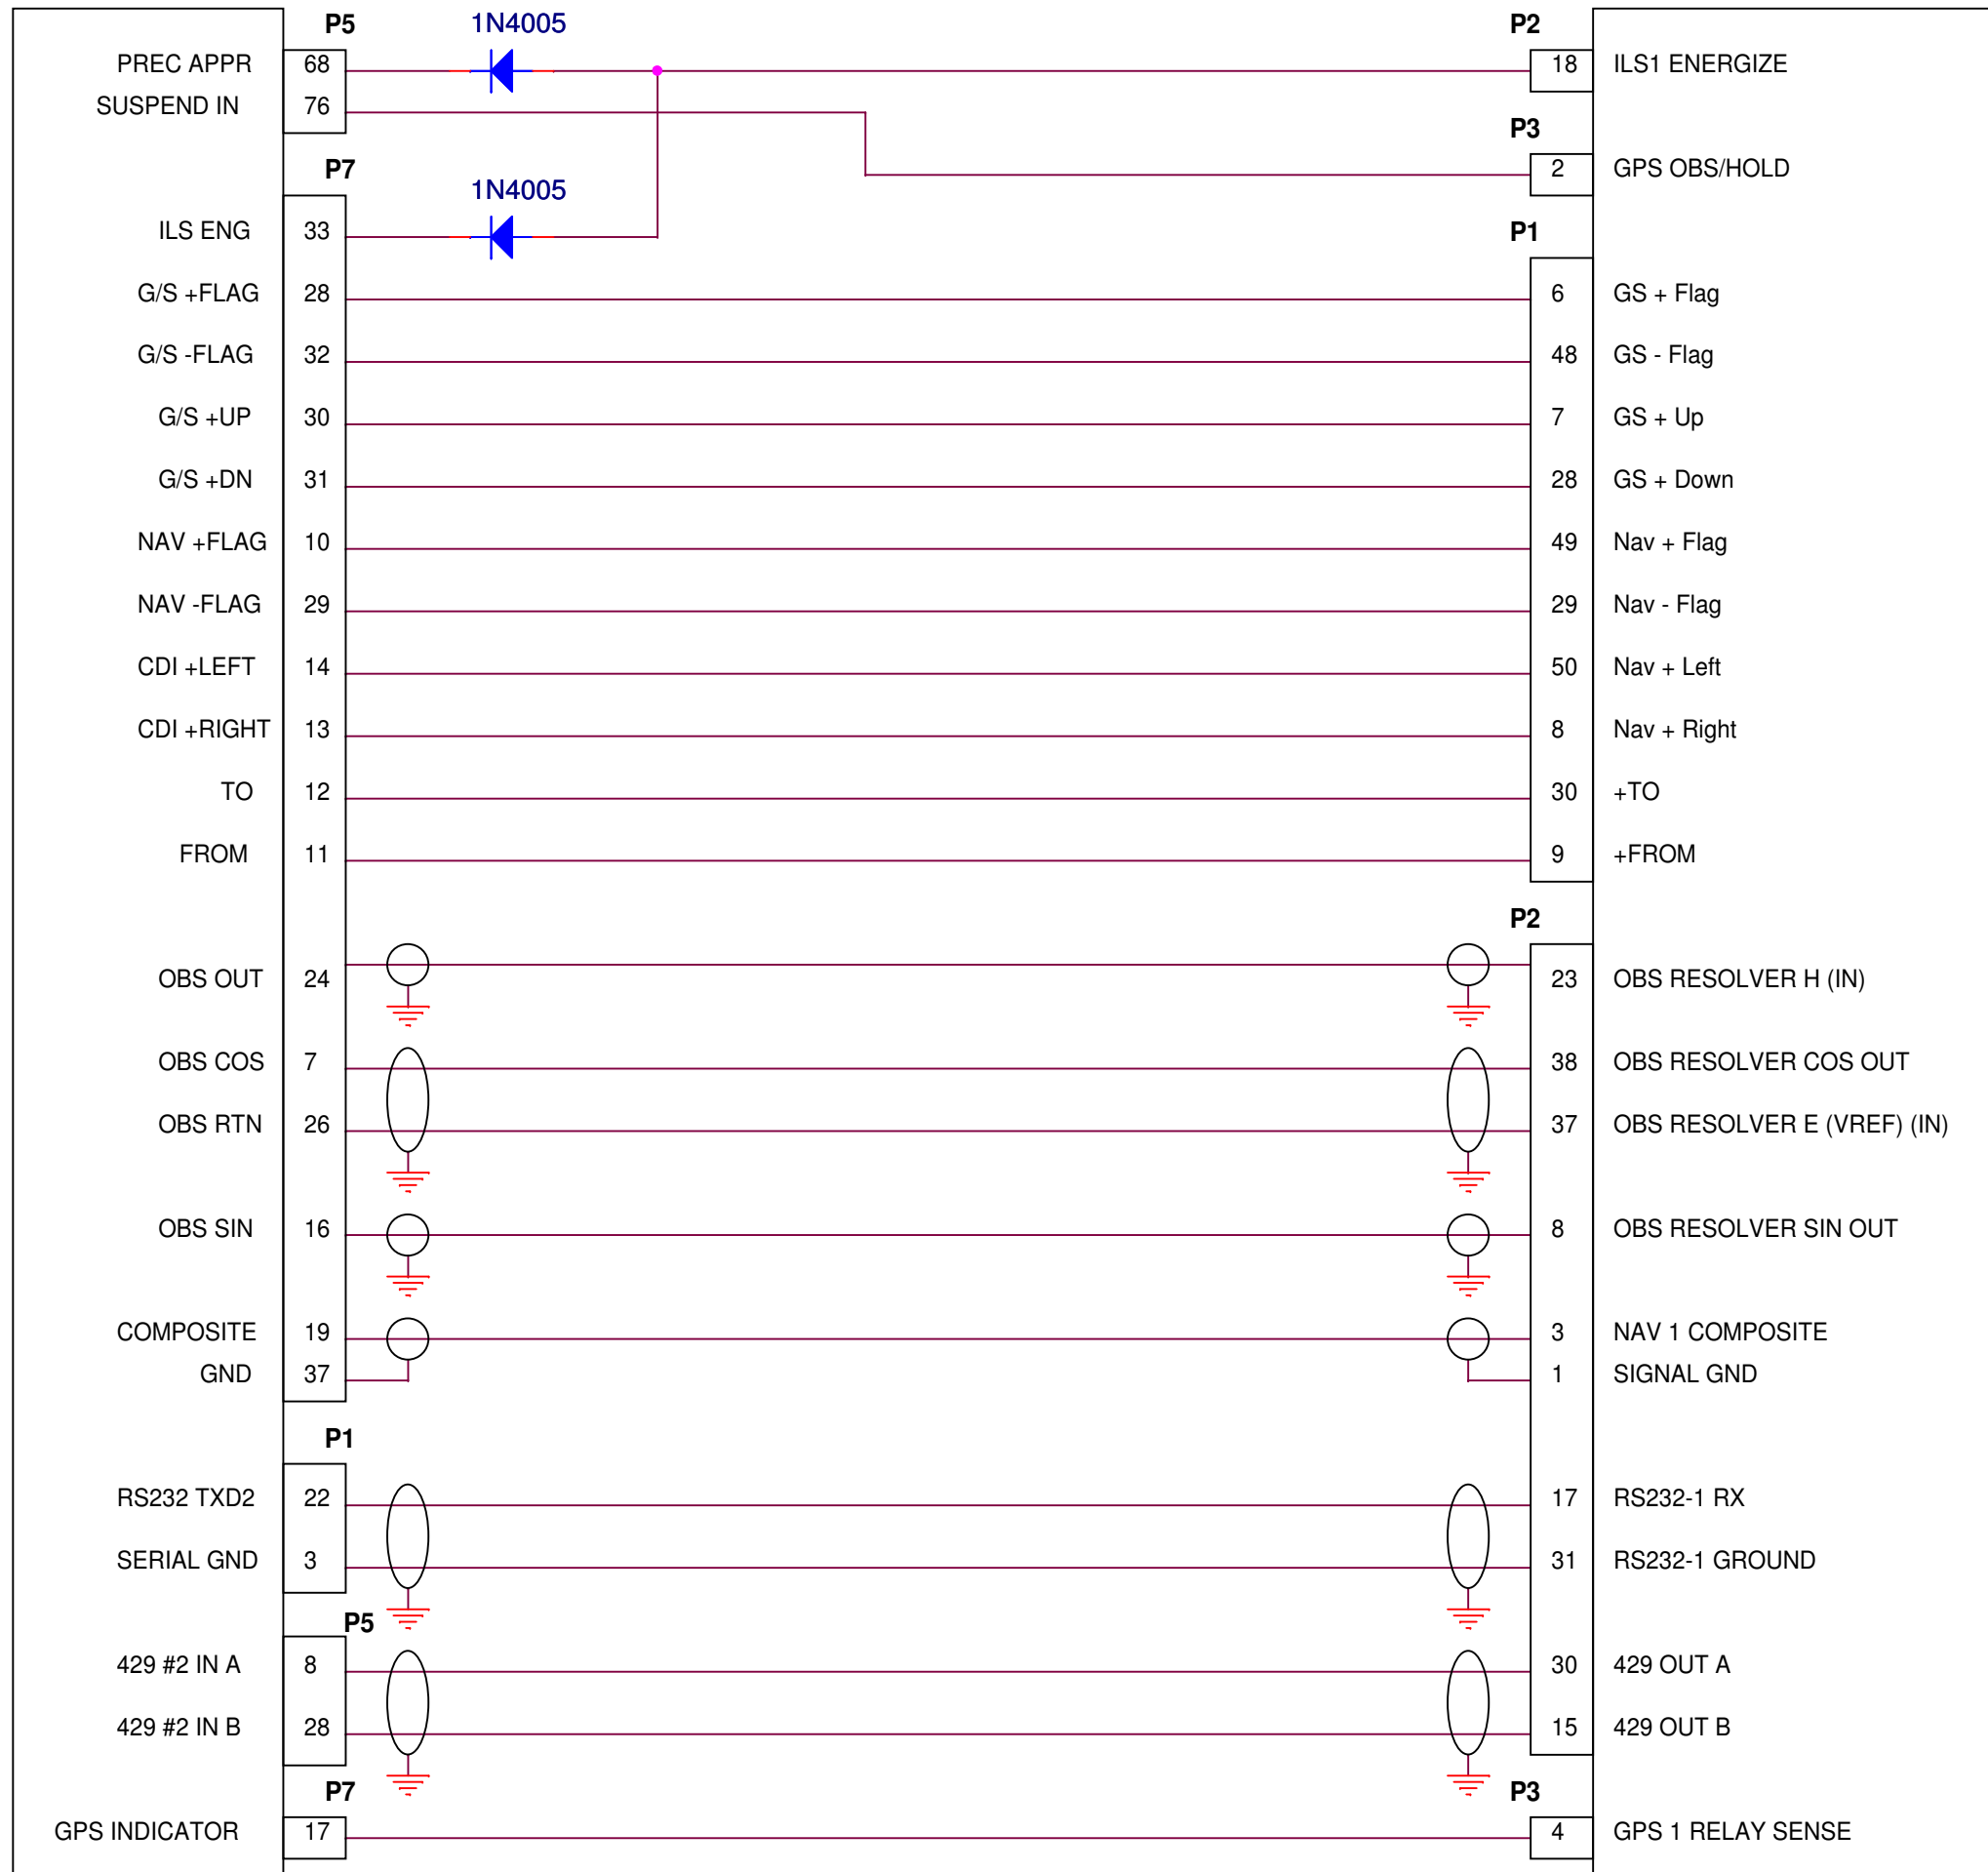 P5 1N4005 P2
PREC APPR 68 18 ILS1 ENERGIZE
SUSPEND IN 76
P3
P7 2 GPS OBS/HOLD
1N4005
ILS ENG 33 P1
G/S +FLAG 28 6 GS + Flag
G/S -FLAG 32 48 GS - Flag
G/S +UP 30 7 GS + Up
G/S +DN 31 28 GS + Down
NAV +FLAG 10 49 Nav + Flag
NAV -FLAG 29 29 Nav - Flag
CDI +LEFT 14 50 Nav + Left
CDI +RIGHT 13 8 Nav + Right
TO 12 30 +TO
FROM 11 9 +FROM
P2
OBS OUT 24 23 OBS RESOLVER H (IN)
OBS COS 7 38 OBS RESOLVER COS OUT
OBS RTN 26 37 OBS RESOLVER E (VREF) (IN)
OBS SIN 16 8 OBS RESOLVER SIN OUT
COMPOSITE 19 3 NAV 1 COMPOSITE
GND 37 1 SIGNAL GND
P1
RS232 TXD2 22 17 RS232-1 RX
SERIAL GND 3 31 RS232-1 GROUND
P5
429 #2 IN A 8 30 429 OUT A
429 #2 IN B 28 15 429 OUT B
P7 P3
GPS INDICATOR 17 4 GPS 1 RELAY SENSE